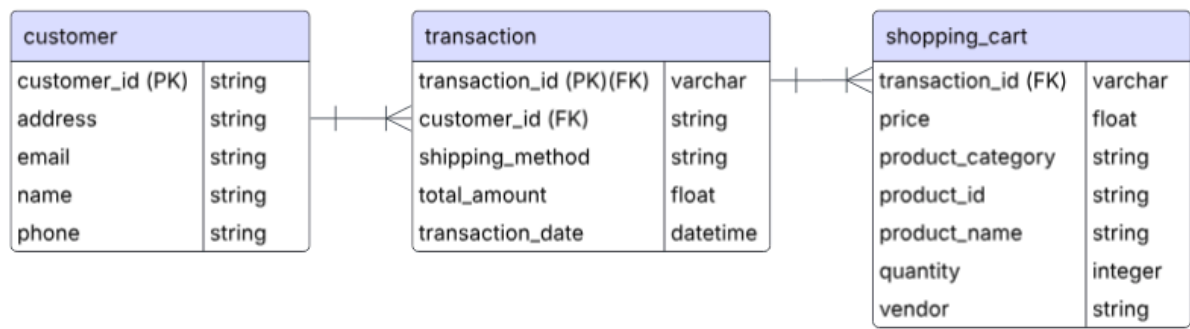 customer
customer_id (PK) string
address string
email string
name string
phone string
transaction
transaction_id (PK)(FK) varchar
customer_id (FK) string
shipping_method string
total_amount float
transaction_date datetime
shopping_cart
transaction_id (FK) varchar
price float
product_category string
product_id string
product_name string
quantity integer
vendor string